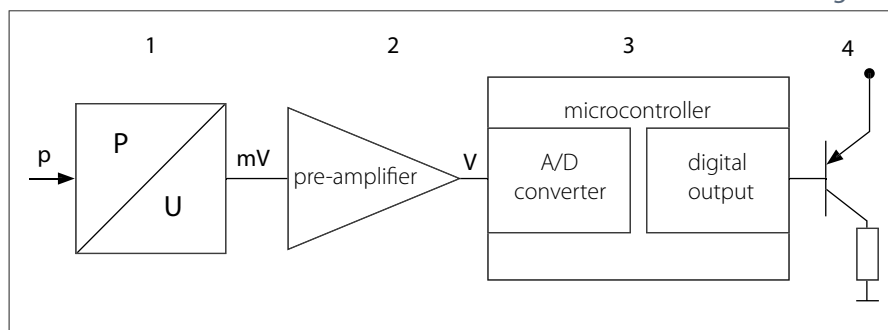 1
2
3
4
p
P
U
mV
pre-amplifier
V
microcontroller
A/D
converter
digital
output